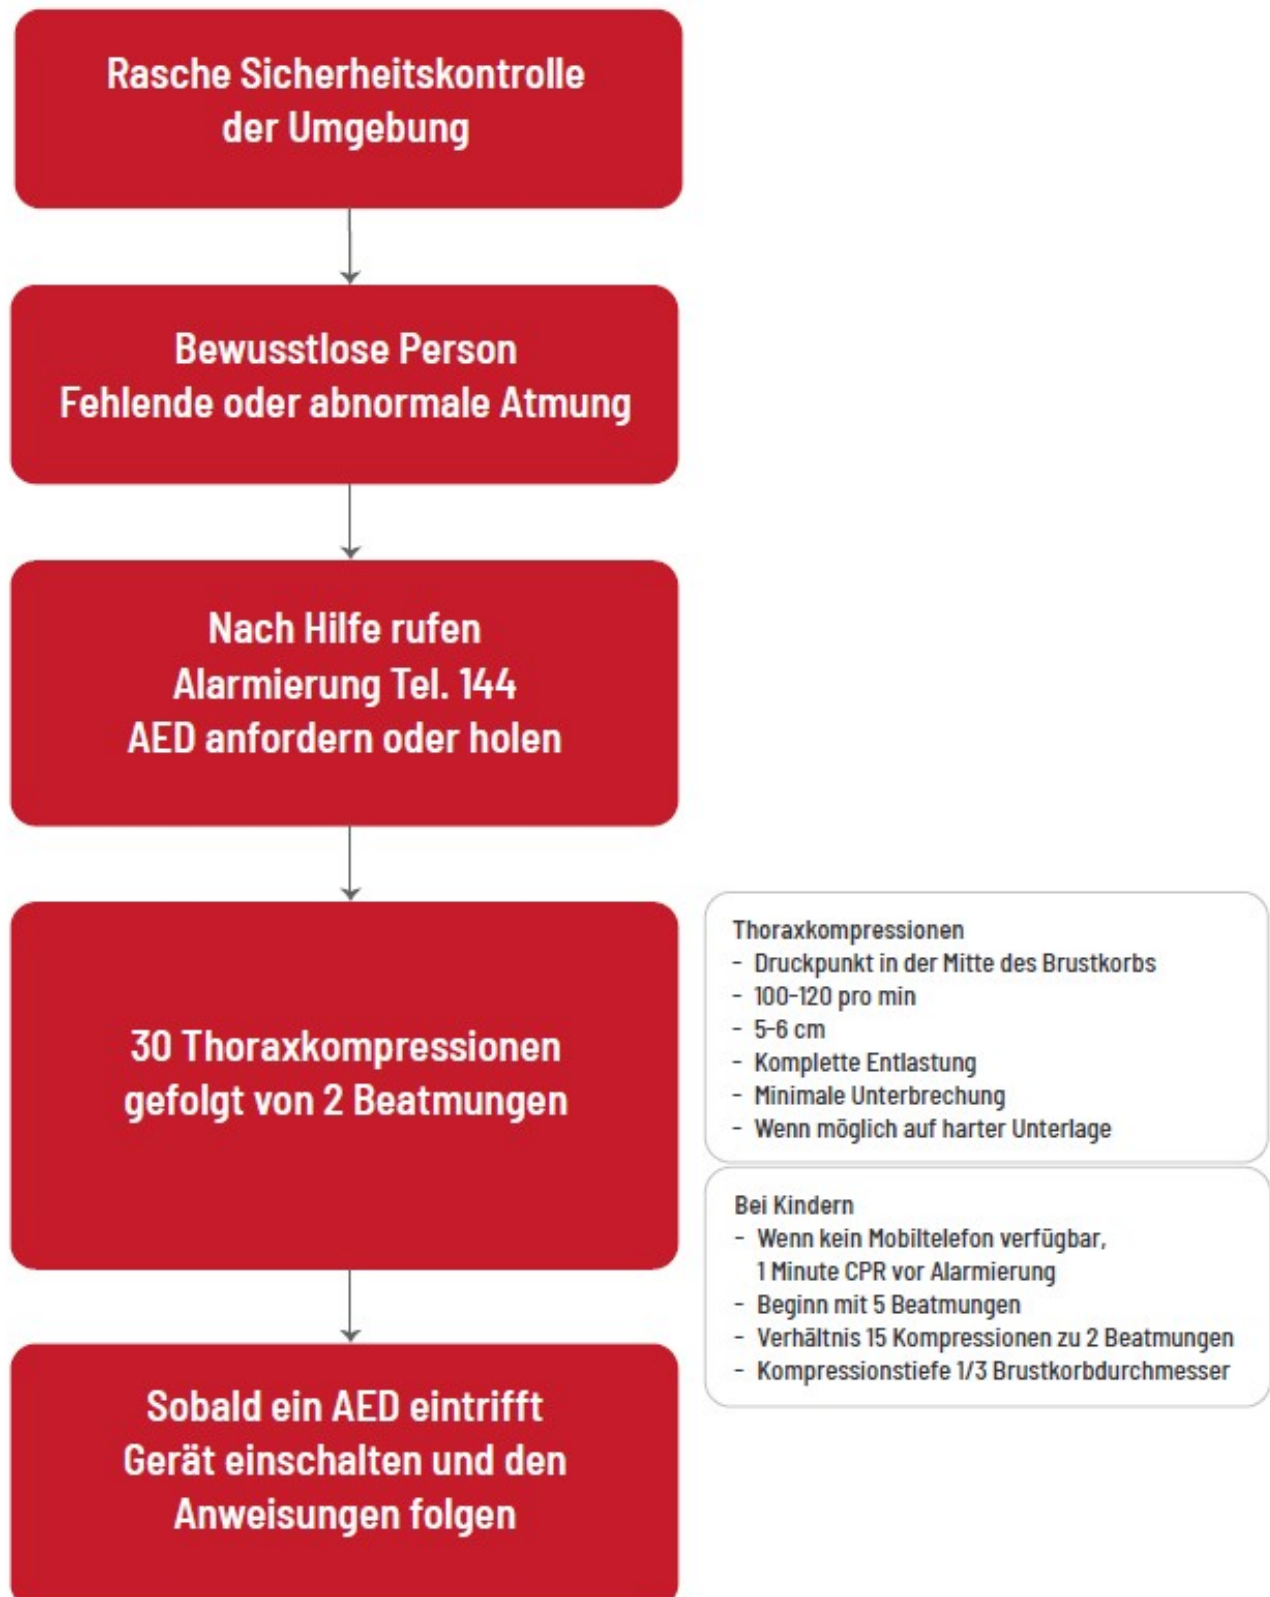 Rasche Sicherheitskontrolle
der Umgebung
Bewusstlose Person
Fehlende oder abnormale Atmung
Nach Hilfe rufen
Alarmierung Tel. 144
AED anfordern oder holen
30 Thoraxkompressionen
gefolgt von 2 Beatmungen
Thoraxkompressionen
- Druckpunkt in der Mitte des Brustkorbs
- 100-120 pro min
- 5-6 cm
- Komplette Entlastung
- Minimale Unterbrechung
- Wenn möglich auf harter Unterlage
Bei Kindern
- Wenn kein Mobiltelefon verfügbar,
1 Minute CPR vor Alarmierung
- Beginn mit 5 Beatmungen
- Verhältnis 15 Kompressionen zu 2 Beatmungen
- Kompressionstiefe 1/3 Brustkorbdurchmesser
Sobald ein AED eintrifft
Gerät einschalten und den
Anweisungen folgen